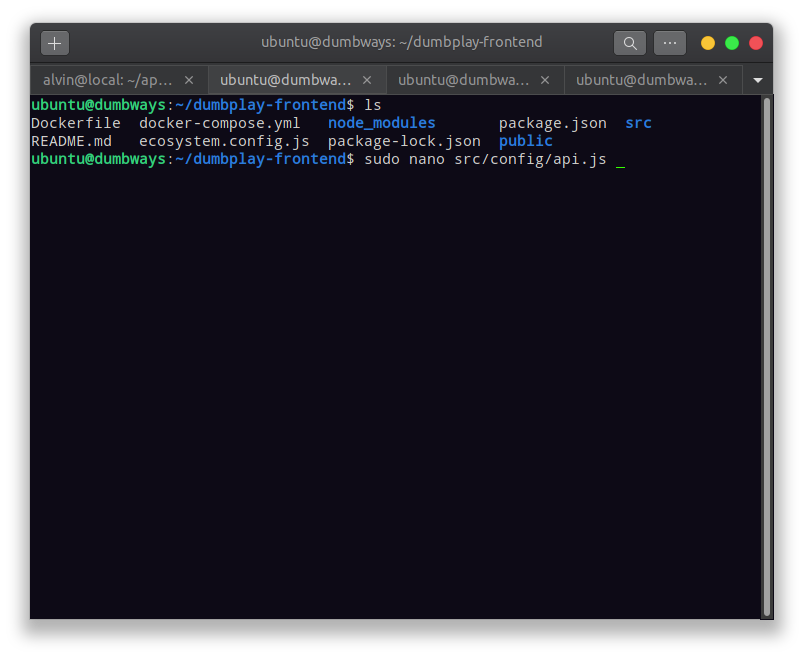 ubuntu@dumbways: ~/dumbplay-frontend
alvin@local: ~/ap... × ubuntu@dumbwa... × ubuntu@dumbwa... × ubuntu@dumbwa... ×
ubuntu@dumbways:~/dumbplay-frontend$ ls
Dockerfile  docker-compose.yml   node_modules       package.json  src
README.md   ecosystem.config.js  package-lock.json  public
ubuntu@dumbways:~/dumbplay-frontend$ sudo nano src/config/api.js _